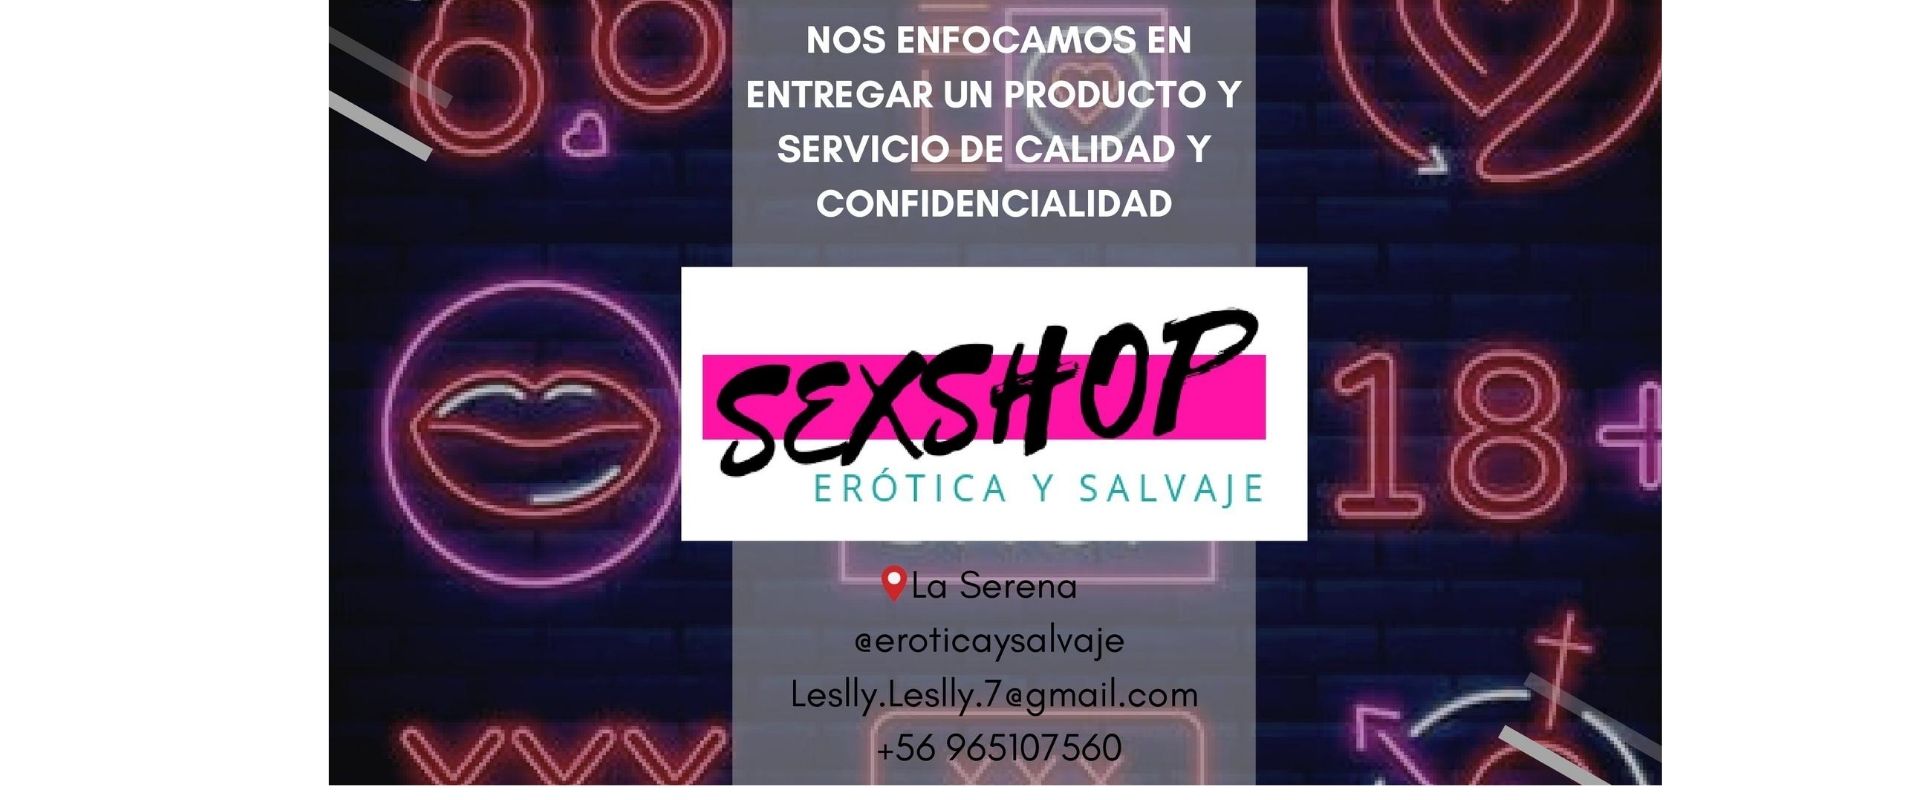 NOS ENFOCAMOS EN
ENTREGAR UN PRODUCTO Y
SERVICIO DE CALIDAD Y
CONFIDENCIALIDAD
SEXSHOP
ERÓTICA Y SALVAJE
18+
La Serena
@eroticaysalvaje
Leslly.Leslly.7@gmail.com
+56 965107560